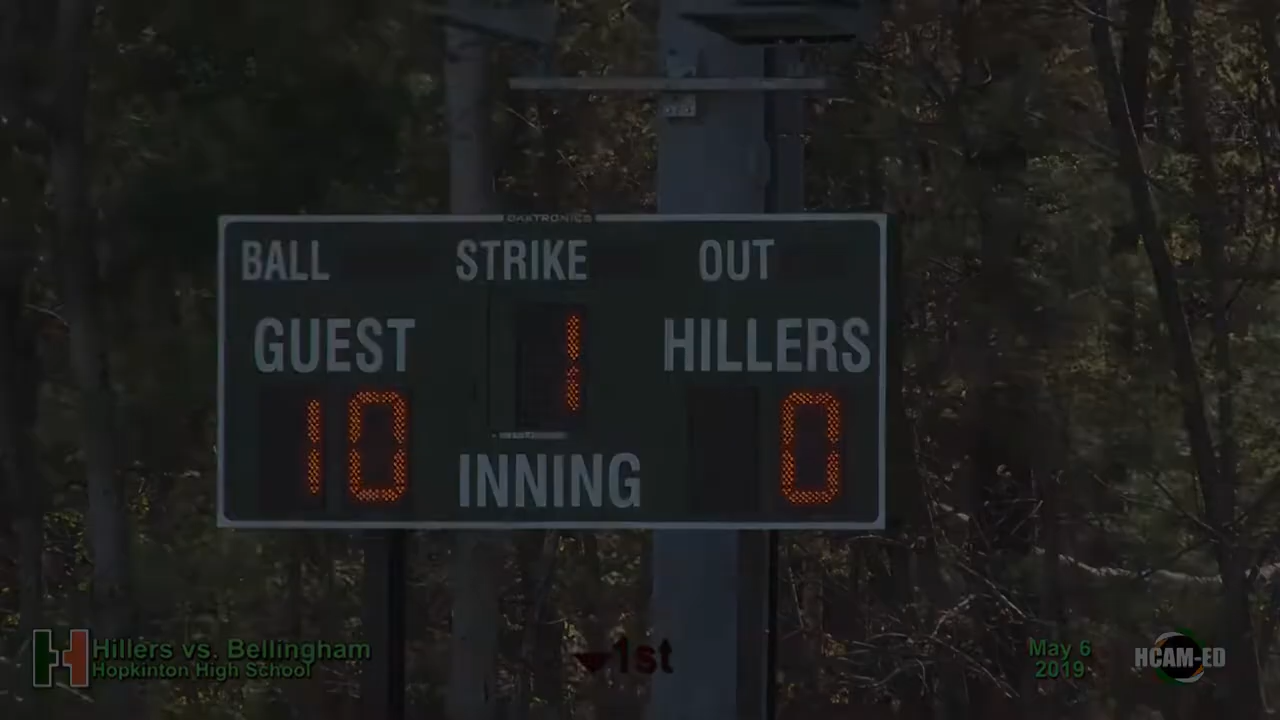 DAKTRONICS
BALL STRIKE OUT
GUEST 1 HILLERS
10 0
INNING
H Hillers vs. Bellingham
Hopkinton High School
1st
May 6
2019
HCAM-ED